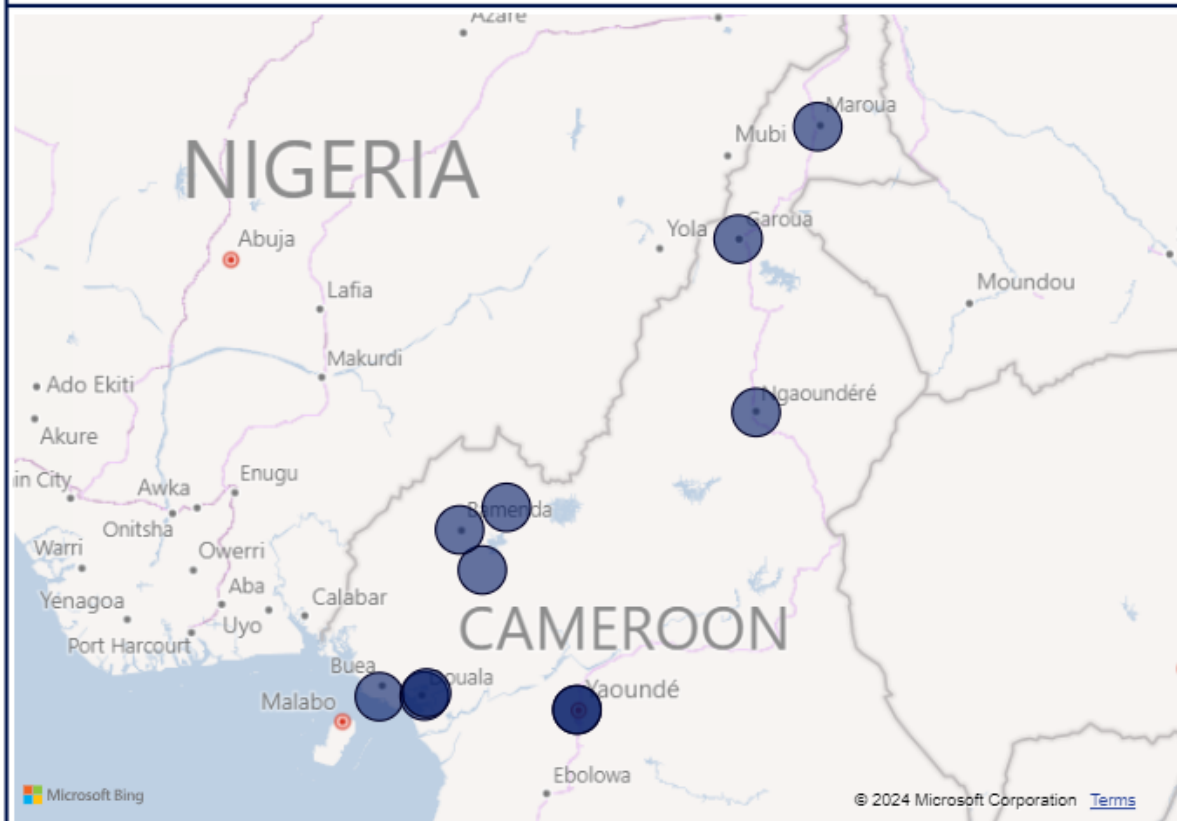 Azare
Maroua
Mubi
NIGERIA
Garoua
Yola
Abuja
Moundou
Lafia
Makurdi
Ado Ekiti
Ngaoundéré
Akure
in City
Enugu
Awka
Bamenda
Onitsha
Warri
Owerri
Aba
Calabar
Yenagoa
Uyo
CAMEROON
Port Harcourt
Buea
ouala
Yaoundé
Malabo
Ebolowa
Microsoft Bing
© 2024 Microsoft Corporation Terms